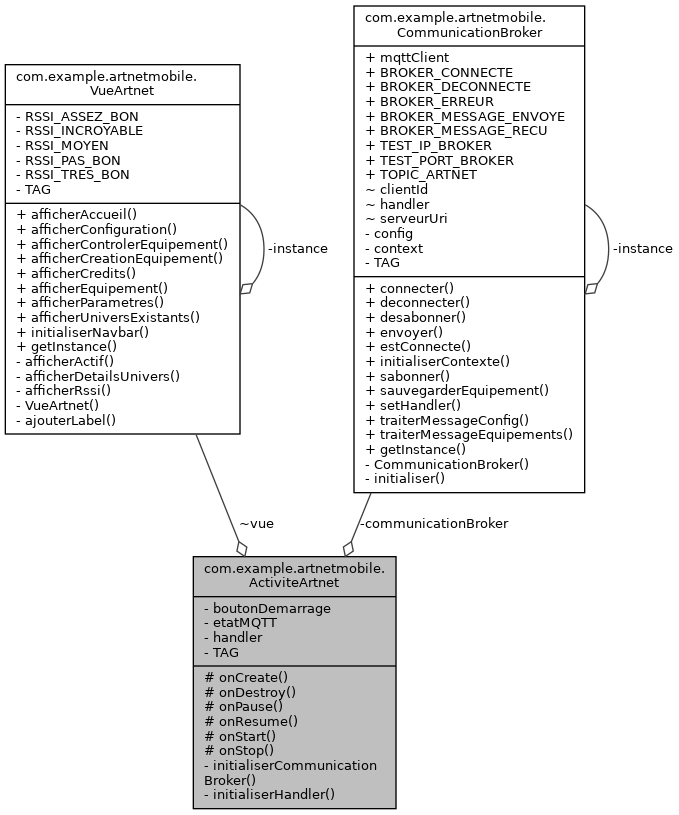 com.example.artnetmobile.
VueArtnet
- RSSI_ASSEZ_BON
- RSSI_INCROYABLE
- RSSI_MOYEN
- RSSI_PAS_BON
- RSSI_TRES_BON
- TAG
+ afficherAccueil()
+ afficherConfiguration()
+ afficherControlerEquipement()
+ afficherCreationEquipement()
+ afficherCredits()
+ afficherEquipement()
+ afficherParametres()
+ afficherUniversExistants()
+ initialiserNavbar()
+ getInstance()
- afficherActif()
- afficherDetailsUnivers()
- afficherRssi()
- VueArtnet()
- ajouterLabel()
-instance
com.example.artnetmobile.
CommunicationBroker
+ mqttClient
+ BROKER_CONNECTE
+ BROKER_DECONNECTE
+ BROKER_ERREUR
+ BROKER_MESSAGE_ENVOYE
+ BROKER_MESSAGE_RECU
+ TEST_IP_BROKER
+ TEST_PORT_BROKER
+ TOPIC_ARTNET
~ clientId
~ handler
~ serveurUri
- config
- context
- TAG
+ connecter()
+ deconnecter()
+ desabonner()
+ envoyer()
+ estConnecte()
+ initialiserContexte()
+ sabonner()
+ sauvegarderEquipement()
+ setHandler()
+ traiterMessageConfig()
+ traiterMessageEquipements()
+ getInstance()
- CommunicationBroker()
- initialiser()
-instance
~vue
-communicationBroker
com.example.artnetmobile.
ActiviteArtnet
- boutonDemarrage
- etatMQTT
- handler
- TAG
# onCreate()
# onDestroy()
# onPause()
# onResume()
# onStart()
# onStop()
- initialiserCommunication
Broker()
- initialiserHandler()